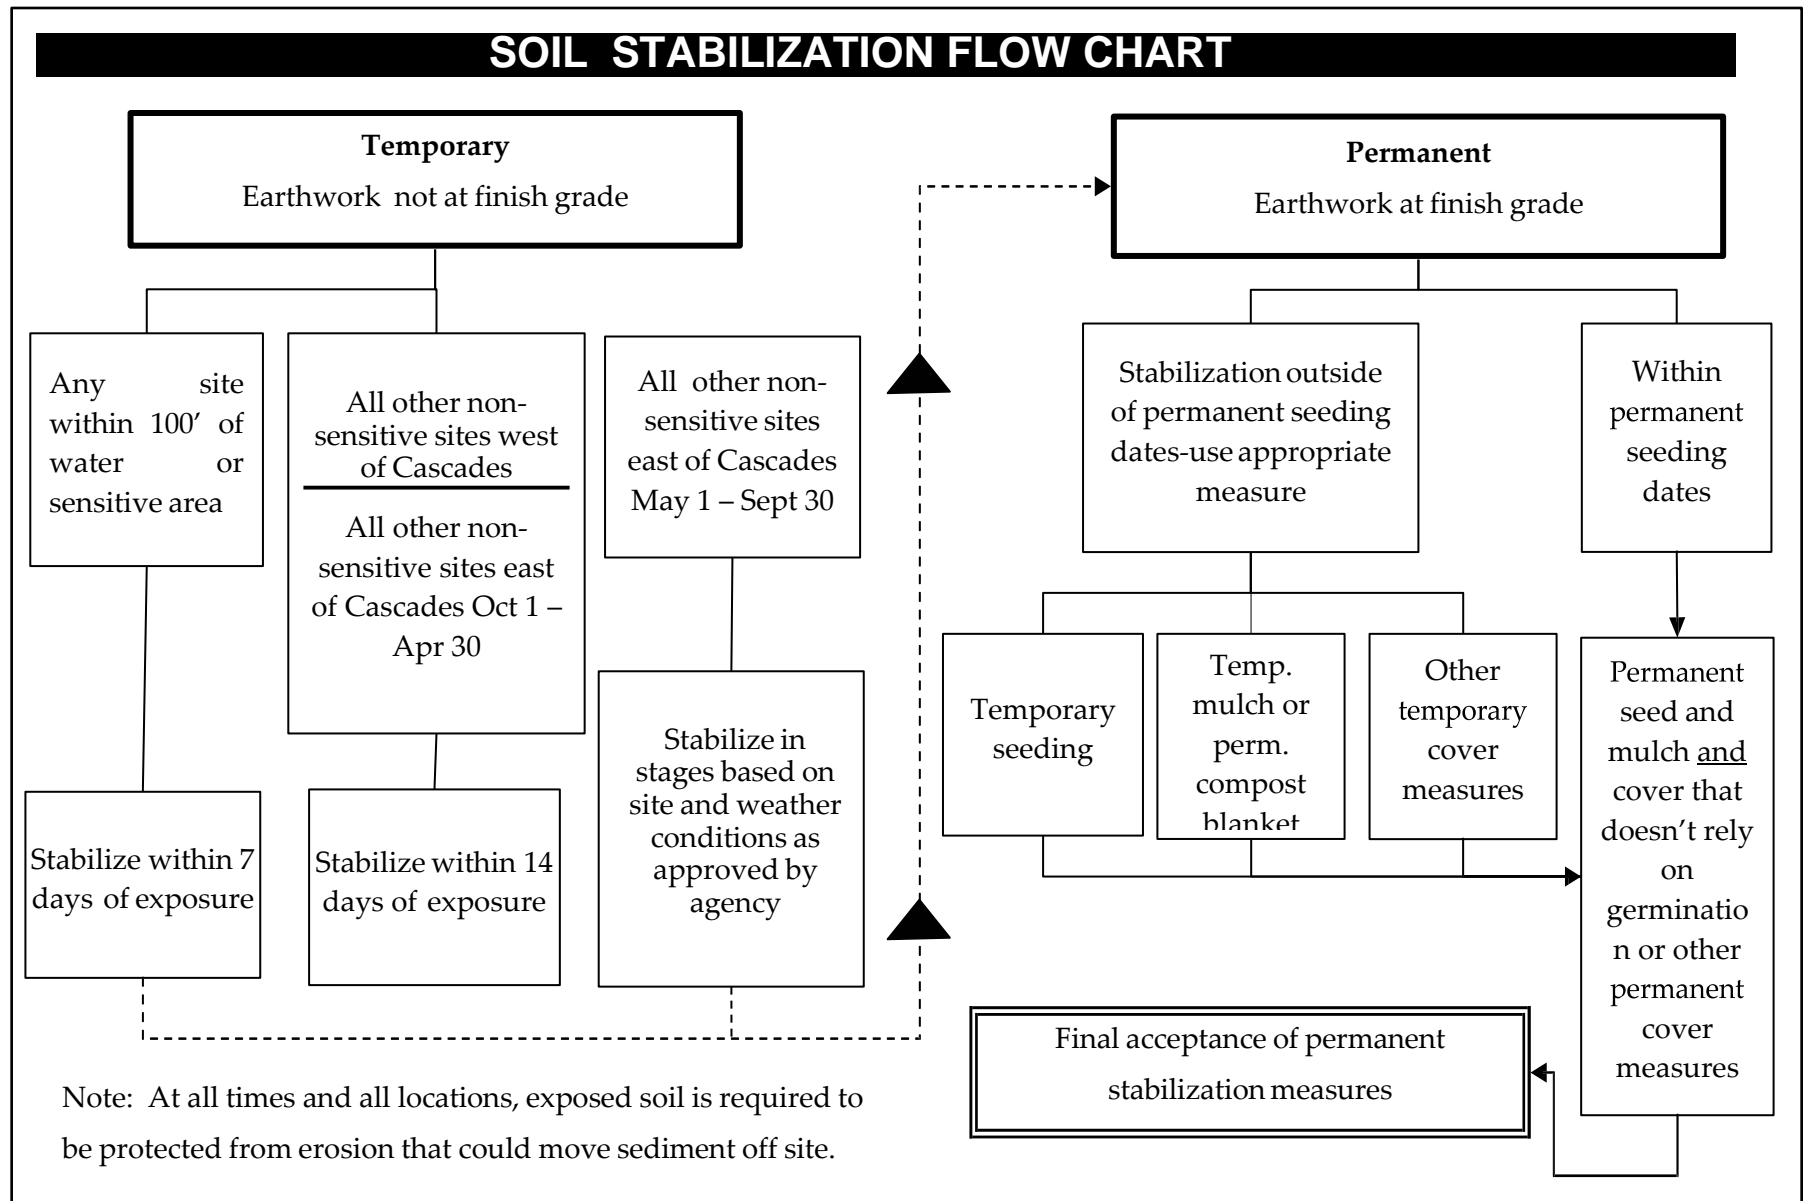 SOIL STABILIZATION FLOW CHART
Temporary
Earthwork not at finish grade
Permanent
Earthwork at finish grade
Any site
within 100’ of
water or
sensitive area
All other non-
sensitive sites west
of Cascades
All other non-
sensitive sites east
of Cascades Oct 1 –
Apr 30
All other non-
sensitive sites
east of Cascades
May 1 – Sept 30
Stabilization outside
of permanent seeding
dates-use appropriate
measure
Within
permanent
seeding
dates
Stabilize within 7
days of exposure
Stabilize within 14
days of exposure
Stabilize in
stages based on
site and weather
conditions as
approved by
agency
Temporary
seeding
Temp.
mulch or
perm.
compost
blanket
Other
temporary
cover
measures
Permanent
seed and
mulch and
cover that
doesn’t rely
on
germinatio
n or other
permanent
cover
measures
Final acceptance of permanent
stabilization measures
Note: At all times and all locations, exposed soil is required to
be protected from erosion that could move sediment off site.